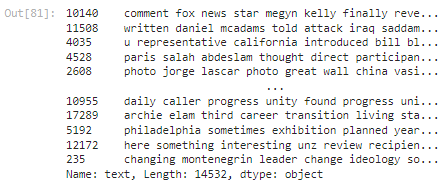 Out[81]: 10140 comment fox news star megyn kelly finally reve...
11508 written daniel mcadams told attack iraq saddam...
4035 u representative california introduced bill bl...
4528 paris salah abdeslam thought direct participan...
2608 photo jorge lascar photo great wall china vasi...
...
10955 daily caller progress unity found progress uni...
17289 archie elam third career transition living sta...
5192 philadelphia sometimes exhibition planned year...
12172 here something interesting unz review recipien...
235 changing montenegrin leader change ideology so...
Name: text, Length: 14532, dtype: object